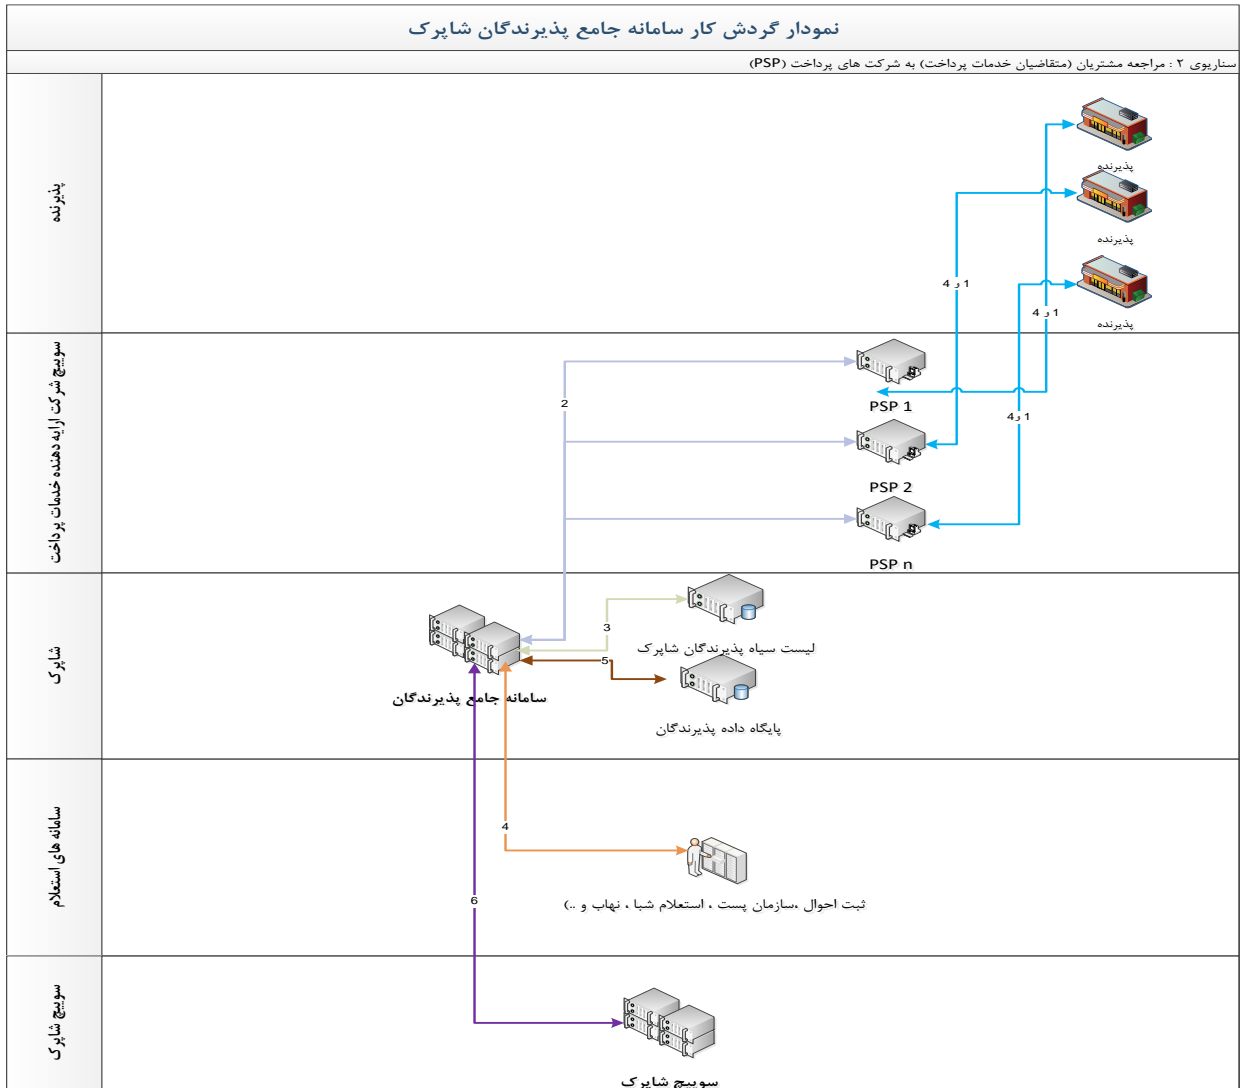 نمودار گردش کار سامانه جامع پذیرندگان شاپرک
سناریوی ۲ : مراجعه مشتریان (متقاضیان خدمات پرداخت) به شرکت های پرداخت (PSP)
پذیرنده
پذیرنده
پذیرنده
پذیرنده
1 و 4
1 و 4
سوییچ شرکت ارایه دهنده خدمات پرداخت
2
PSP 1
1 و 4
PSP 2
PSP n
شاپرک
3
لیست سیاه پذیرندگان شاپرک
5
سامانه جامع پذیرندگان
پایگاه داده پذیرندگان
سامانه های استعلام
4
6
ثبت احوال ،سازمان پست ، استعلام شبا ، نهاب و ..)
سوییچ شاپرک
سوییچ شاپرک